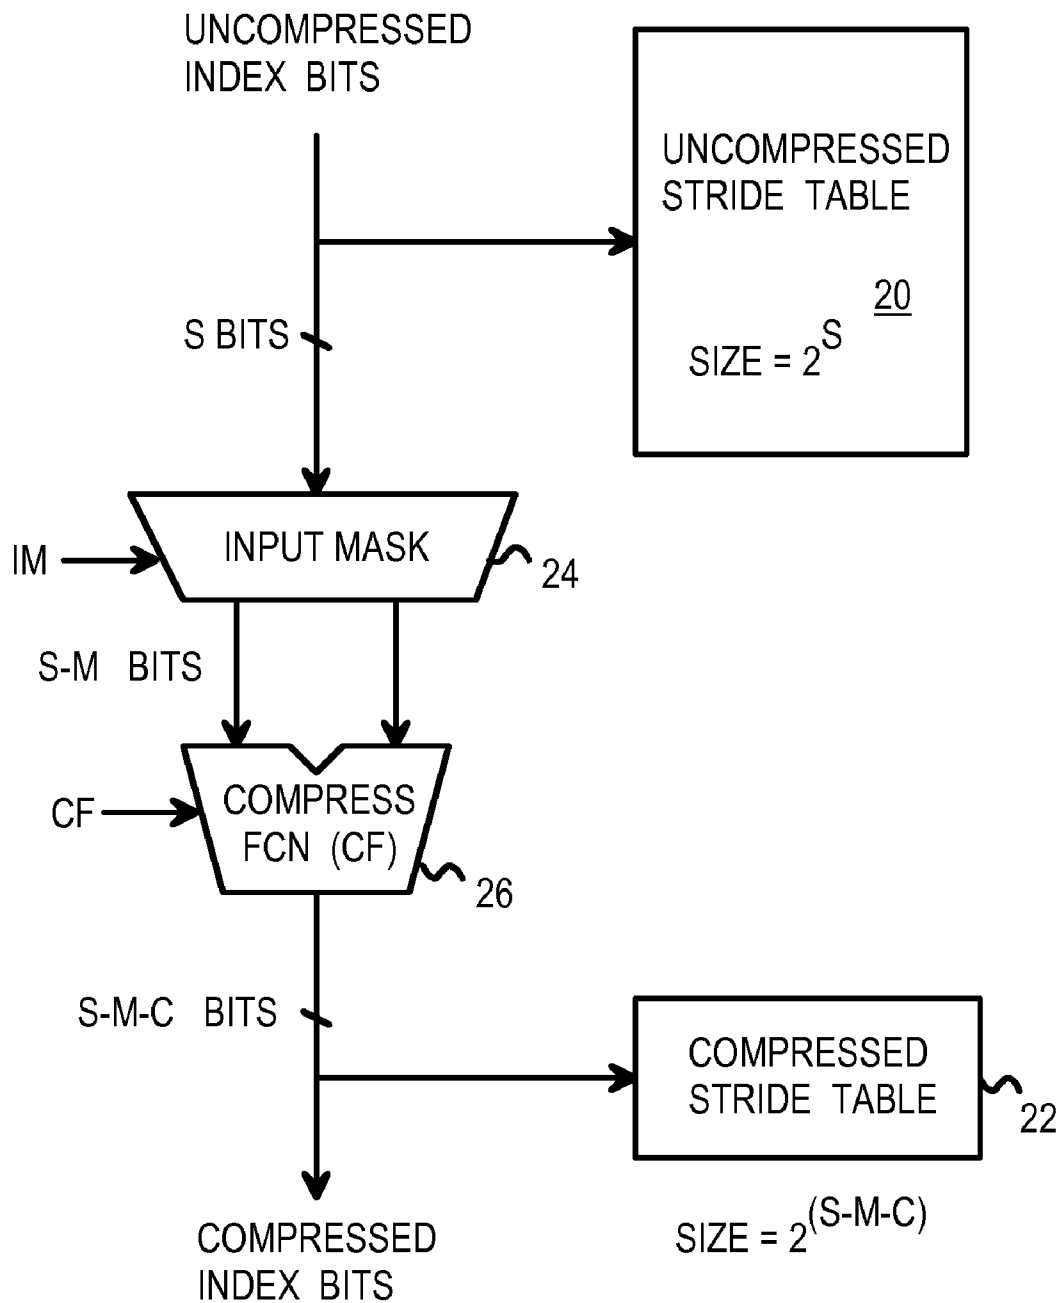 UNCOMPRESSED
INDEX BITS
UNCOMPRESSED
STRIDE TABLE
20
SIZE = 2^S
S BITS
INPUT MASK
IM
24
S-M BITS
COMPRESS
FCN (CF)
CF
26
S-M-C BITS
COMPRESSED
STRIDE TABLE
22
SIZE = 2^(S-M-C)
COMPRESSED
INDEX BITS